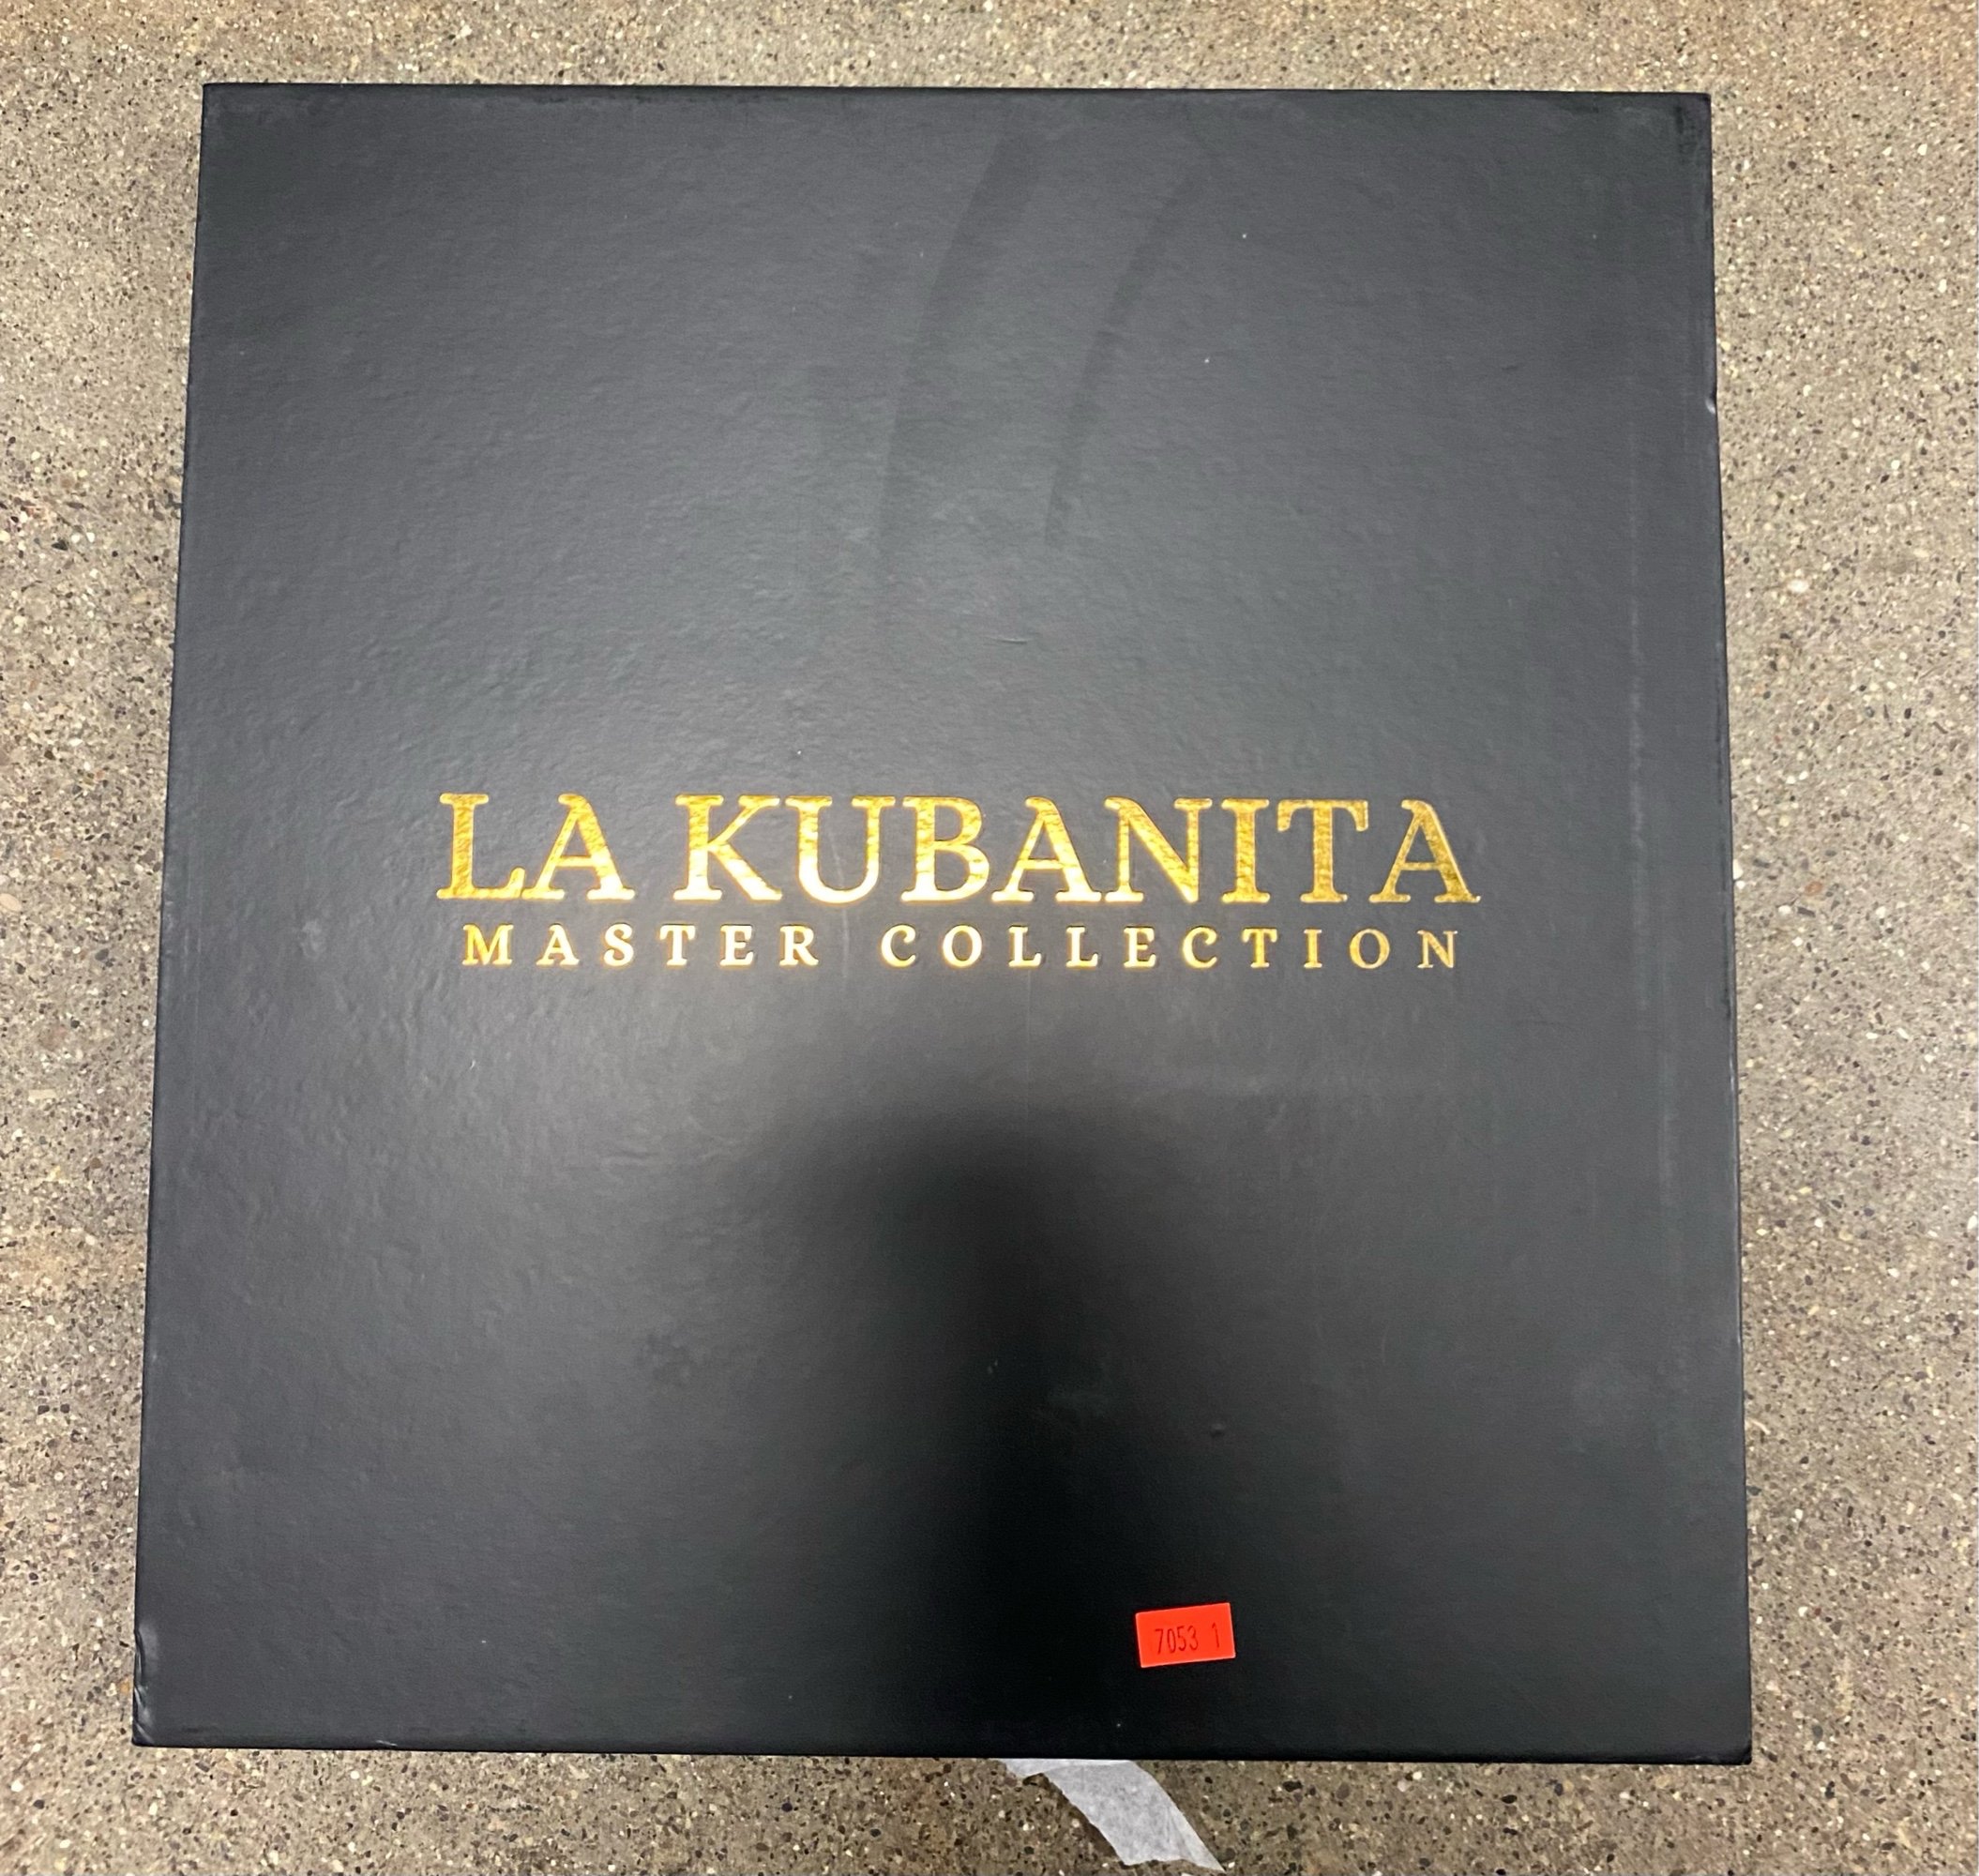 LA KUBANITA
MASTER COLLECTION
7053 1